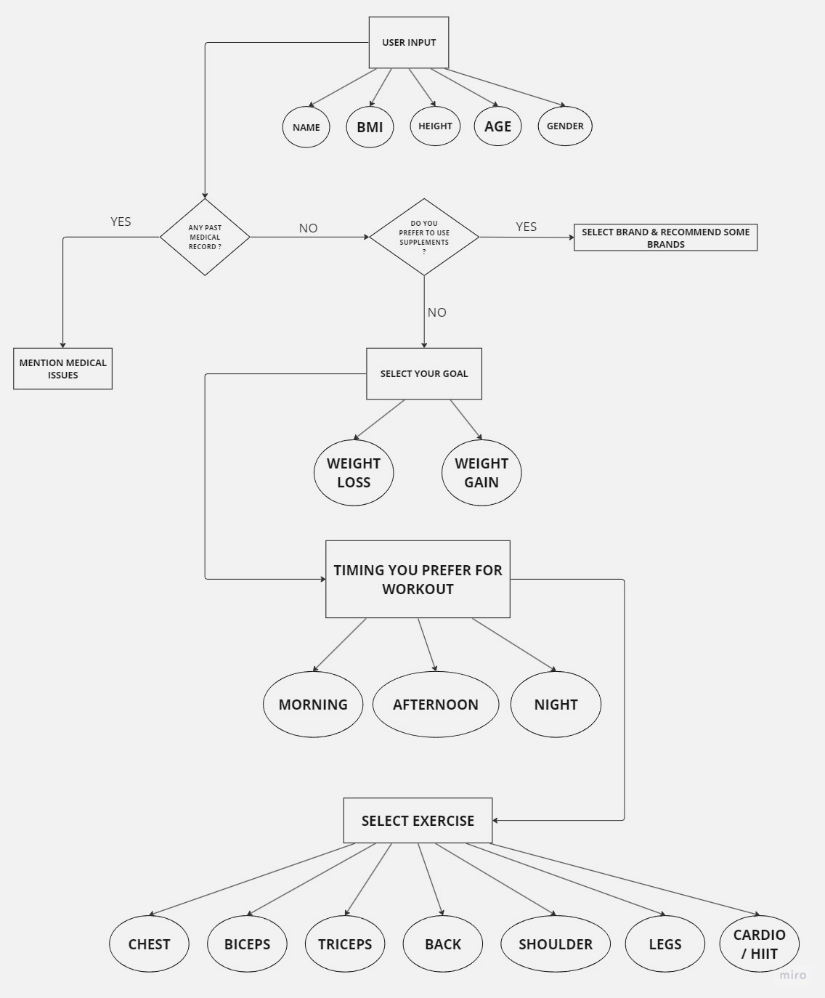 USER INPUT
NAME
BMI
HEIGHT
AGE
GENDER
YES
ANY PAST
MEDICAL
RECORD ?
NO
DO YOU
PREFER TO USE
SUPPLEMENTS
?
YES
SELECT BRAND & RECOMMEND SOME
BRANDS
NO
MENTION MEDICAL
ISSUES
SELECT YOUR GOAL
WEIGHT
LOSS
WEIGHT
GAIN
TIMING YOU PREFER FOR
WORKOUT
MORNING
AFTERNOON
NIGHT
SELECT EXERCISE
CHEST
BICEPS
TRICEPS
BACK
SHOULDER
LEGS
CARDIO
/ HIIT
miro